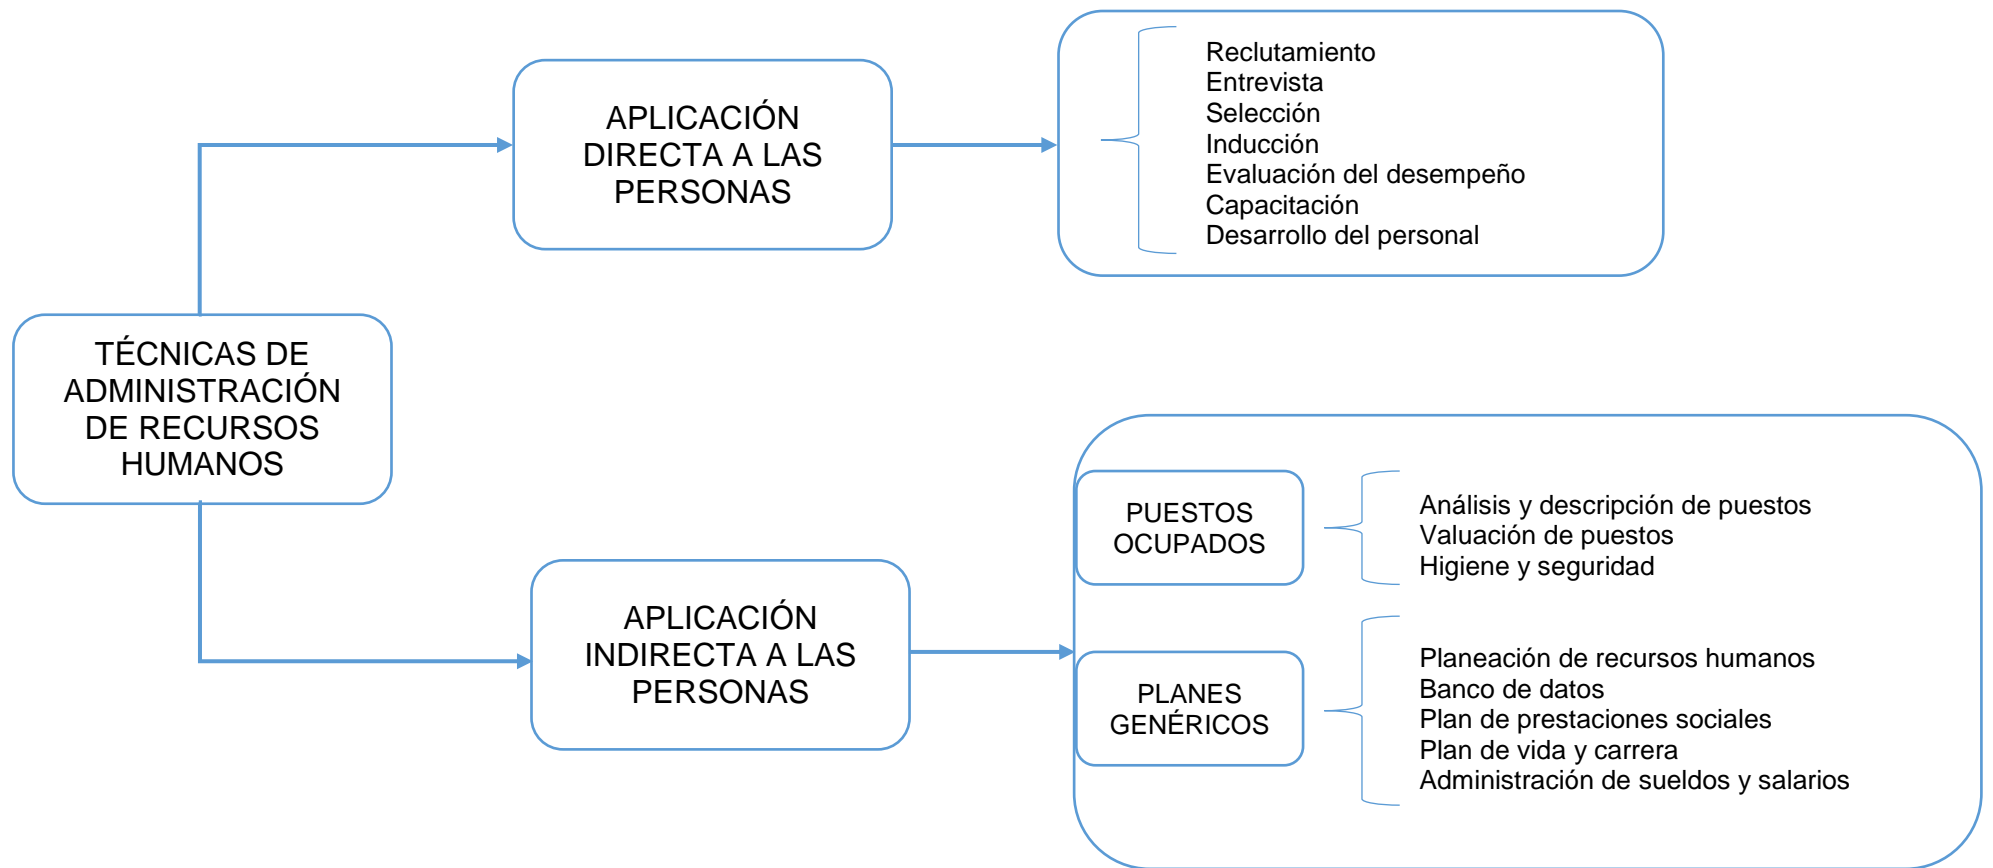 TÉCNICAS DE
ADMINISTRACIÓN
DE RECURSOS
HUMANOS
APLICACIÓN
DIRECTA A LAS
PERSONAS
Reclutamiento
Entrevista
Selección
Inducción
Evaluación del desempeño
Capacitación
Desarrollo del personal
APLICACIÓN
INDIRECTA A LAS
PERSONAS
PUESTOS
OCUPADOS
Análisis y descripción de puestos
Valuación de puestos
Higiene y seguridad
PLANES
GENÉRICOS
Planeación de recursos humanos
Banco de datos
Plan de prestaciones sociales
Plan de vida y carrera
Administración de sueldos y salarios